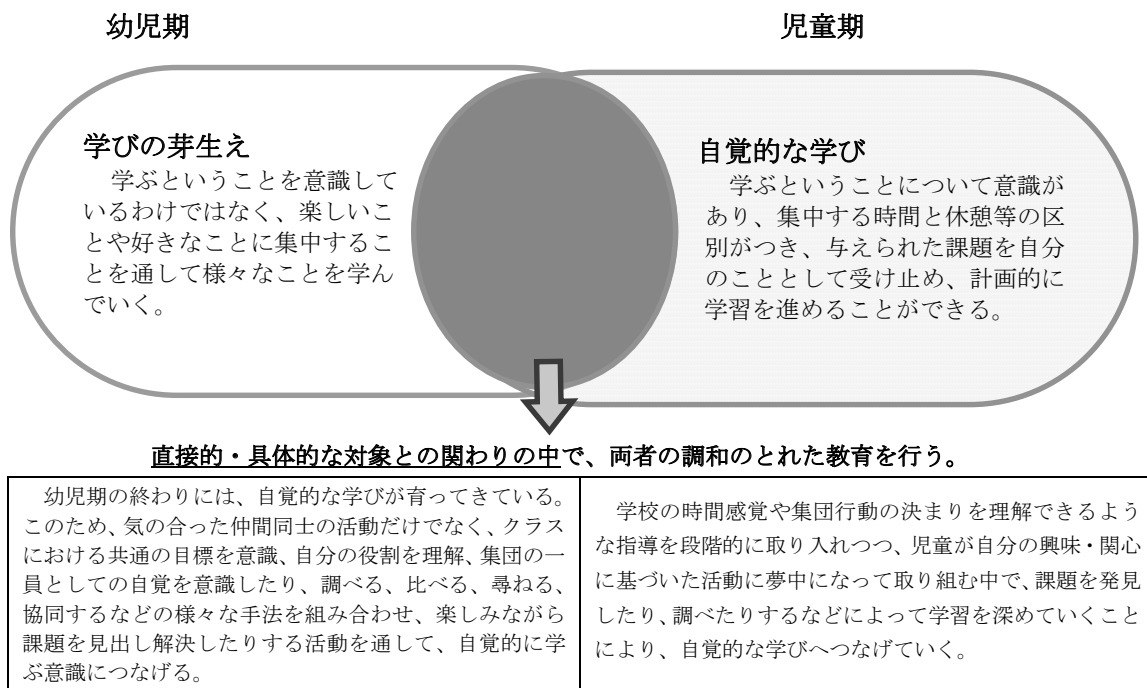 幼児期
児童期
学びの芽生え
学ぶということを意識して
いるわけではなく、楽しいこ
とや好きなことに集中するこ
とを通して様々なことを学ん
でいく。
自覚的な学び
学ぶということについて意識が
あり、集中する時間と休憩等の区
別がつき、与えられた課題を自分
のこととして受け止め、計画的に
学習を進めることができる。
直接的・具体的な対象との関わりの中で、両者の調和のとれた教育を行う。
幼児期の終わりには、自覚的な学びが育ってきている。
このため、気の合った仲間同士の活動だけでなく、クラス
における共通の目標を意識、自分の役割を理解、集団の一
員としての自覚を意識したり、調べる、比べる、尋ねる、
協同するなどの様々な手法を組み合わせ、楽しみながら
課題を見出し解決したりする活動を通して、自覚的に学
ぶ意識につなげる。
学校の時間感覚や集団行動の決まりを理解できるよう
な指導を段階的に取り入れつつ、児童が自分の興味・関心
に基づいた活動に夢中になって取り組む中で、課題を発見
したり、調べたりするなどによって学習を深めていくこと
により、自覚的な学びへつなげていく。